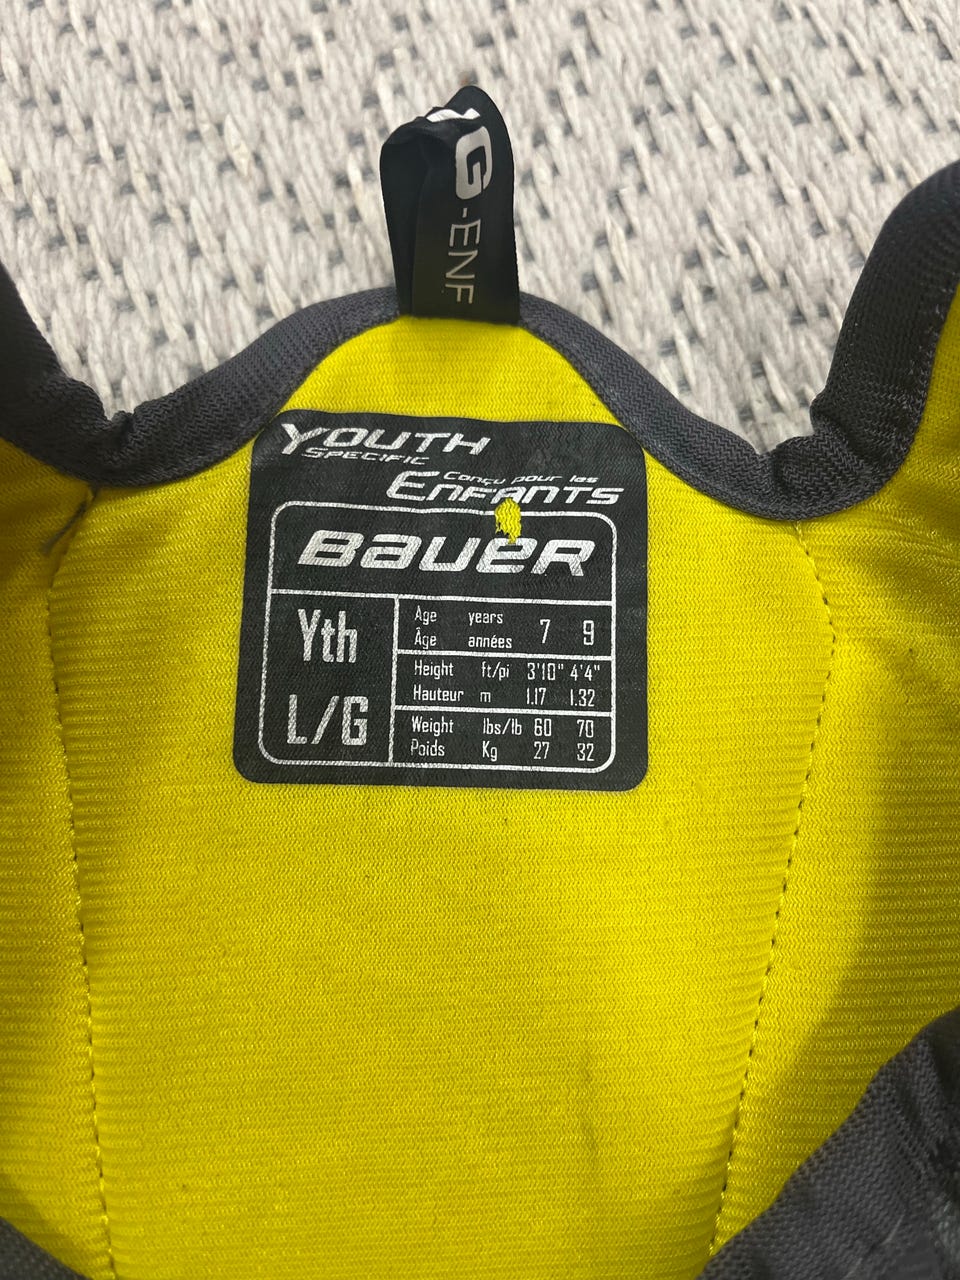 G-ENF
YOUTH
SPECIFIC
Conçu pour les
ENFANTS
BAUER
Yth
L/G
Age years 7 9
Âge années
Height ft/pi 3'10" 4'4"
Hauteur m 1.17 1.32
Weight lbs/lb 60 70
Poids Kg 27 32